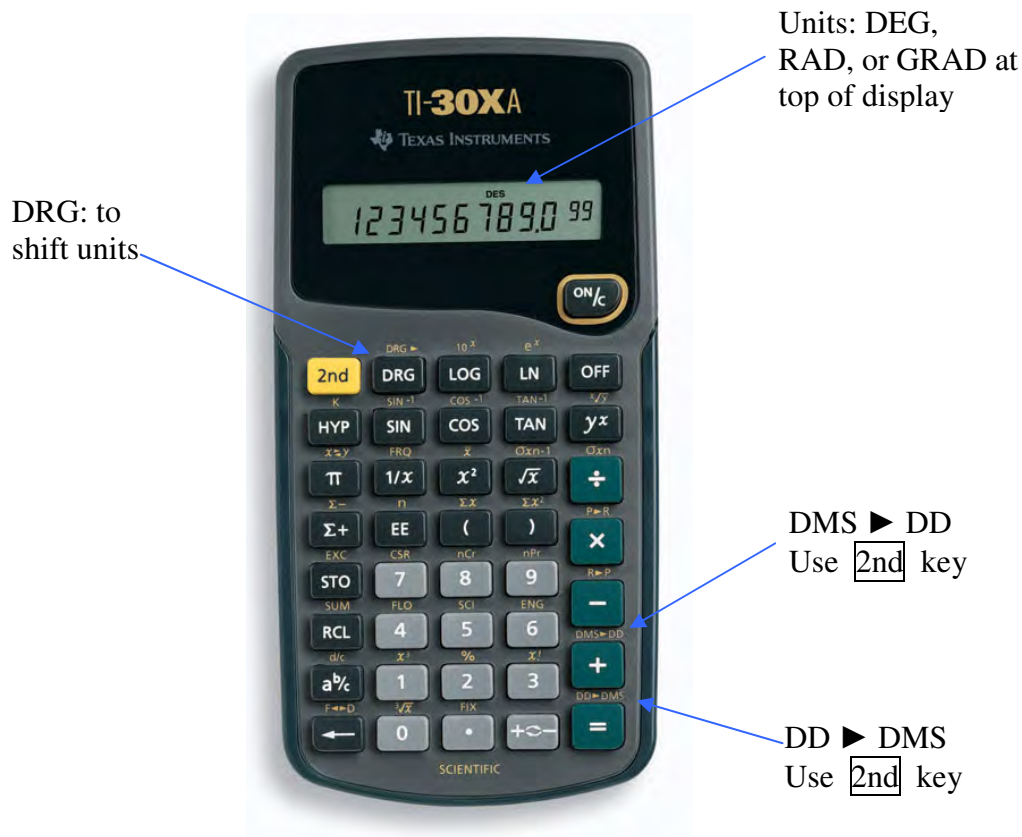 Units: DEG,
RAD, or GRAD at
top of display
TI-30XA
TEXAS INSTRUMENTS
DES
1234567890 99
DRG: to
shift units
ON/C
DRG ► 10ˣ eˣ
2nd DRG LOG LN OFF
K SIN⁻¹ COS⁻¹ TAN⁻¹ ˣ√y
HYP SIN COS TAN yˣ
x⇆y FRQ x̄ σxn-1 σxn
π 1/x x² √x ÷
Σ− n Σx Σx² P►R
Σ+ EE ( ) ×
EXC CSR nCr nPr R►P
STO 7 8 9 −
SUM FLO SCI ENG DMS►DD
RCL 4 5 6 +
d/c x³ % x! DD►DMS
aᵇ/c 1 2 3 =
F◄►D ³√x FIX
← 0 . +⇆−
SCIENTIFIC
DMS ► DD
Use 2nd key
DD ► DMS
Use 2nd key